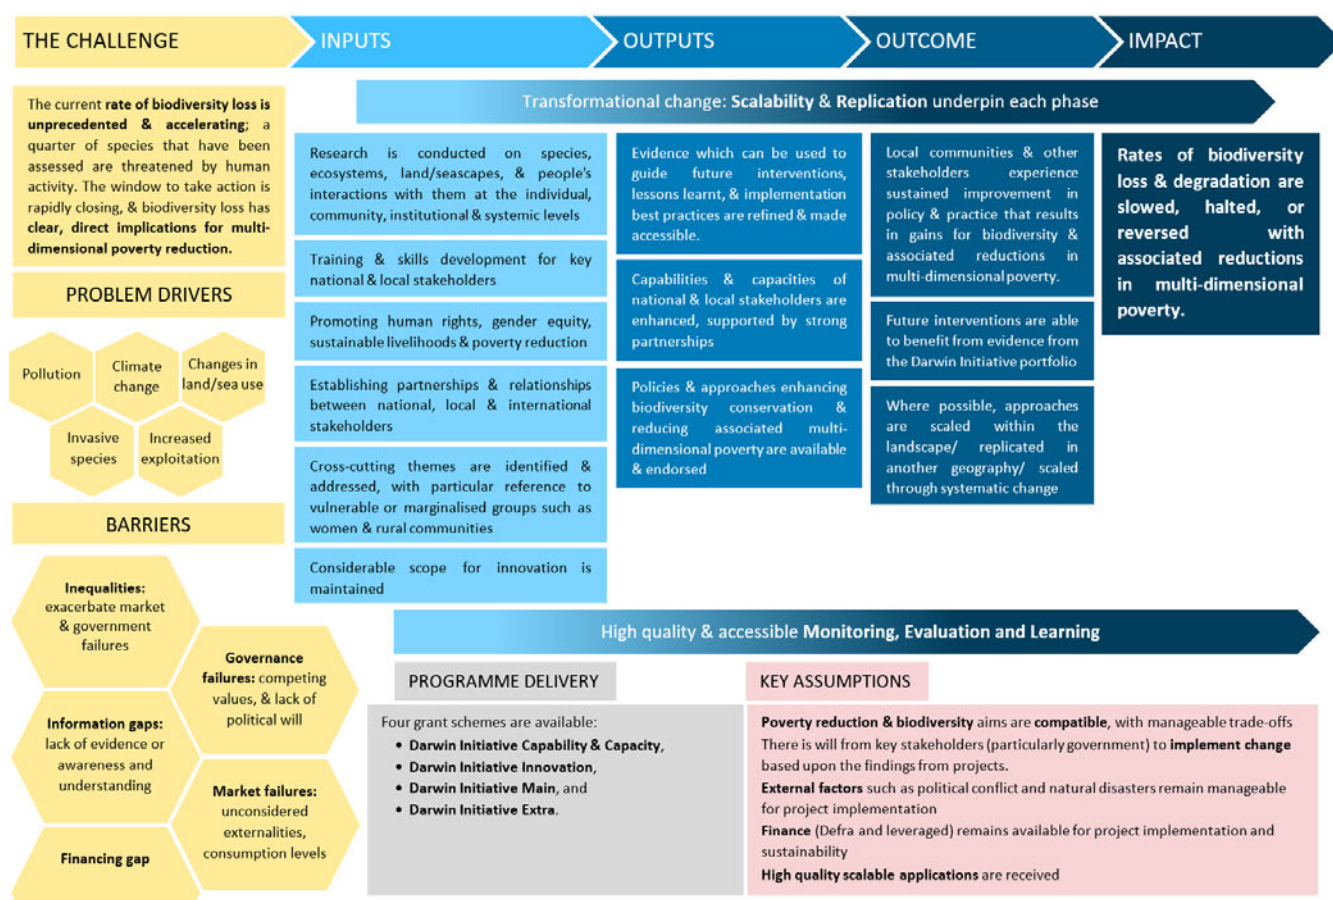 THE CHALLENGE
INPUTS
OUTPUTS
OUTCOME
IMPACT
Transformational change: Scalability & Replication underpin each phase
The current rate of biodiversity loss is
unprecedented & accelerating; a
quarter of species that have been
assessed are threatened by human
activity. The window to take action is
rapidly closing, & biodiversity loss has
clear, direct implications for multi-
dimensional poverty reduction.
PROBLEM DRIVERS
Pollution
Climate
change
Changes in
land/sea use
Invasive
species
Increased
exploitation
BARRIERS
Inequalities:
exacerbate market
& government
failures
Governance
failures: competing
values, & lack of
political will
Information gaps:
lack of evidence or
awareness and
understanding
Market failures:
unconsidered
externalities,
consumption levels
Financing gap
Research is conducted on species,
ecosystems, land/seascapes, & people's
interactions with them at the individual,
community, institutional & systemic levels
Training & skills development for key
national & local stakeholders
Promoting human rights, gender equity,
sustainable livelihoods & poverty reduction
Establishing partnerships & relationships
between national, local & international
stakeholders
Cross-cutting themes are identified &
addressed, with particular reference to
vulnerable or marginalised groups such as
women & rural communities
Considerable scope for innovation is
maintained
Evidence which can be used to
guide future interventions,
lessons learnt, & implementation
best practices are refined & made
accessible.
Capabilities & capacities of
national & local stakeholders are
enhanced, supported by strong
partnerships
Policies & approaches enhancing
biodiversity conservation &
reducing associated multi-
dimensional poverty are available
& endorsed
Local communities & other
stakeholders experience
sustained improvement in
policy & practice that results
in gains for biodiversity &
associated reductions in
multi-dimensional poverty.
Future interventions are able
to benefit from evidence from
the Darwin Initiative portfolio
Where possible, approaches
are scaled within the
landscape/ replicated in
another geography/ scaled
through systematic change
Rates of biodiversity
loss & degradation are
slowed, halted, or
reversed with
associated reductions
in multi-dimensional
poverty.
High quality & accessible Monitoring, Evaluation and Learning
PROGRAMME DELIVERY
Four grant schemes are available:
• Darwin Initiative Capability & Capacity,
• Darwin Initiative Innovation,
• Darwin Initiative Main, and
• Darwin Initiative Extra.
KEY ASSUMPTIONS
Poverty reduction & biodiversity aims are compatible, with manageable trade-offs
There is will from key stakeholders (particularly government) to implement change
based upon the findings from projects.
External factors such as political conflict and natural disasters remain manageable
for project implementation
Finance (Defra and leveraged) remains available for project implementation and
sustainability
High quality scalable applications are received